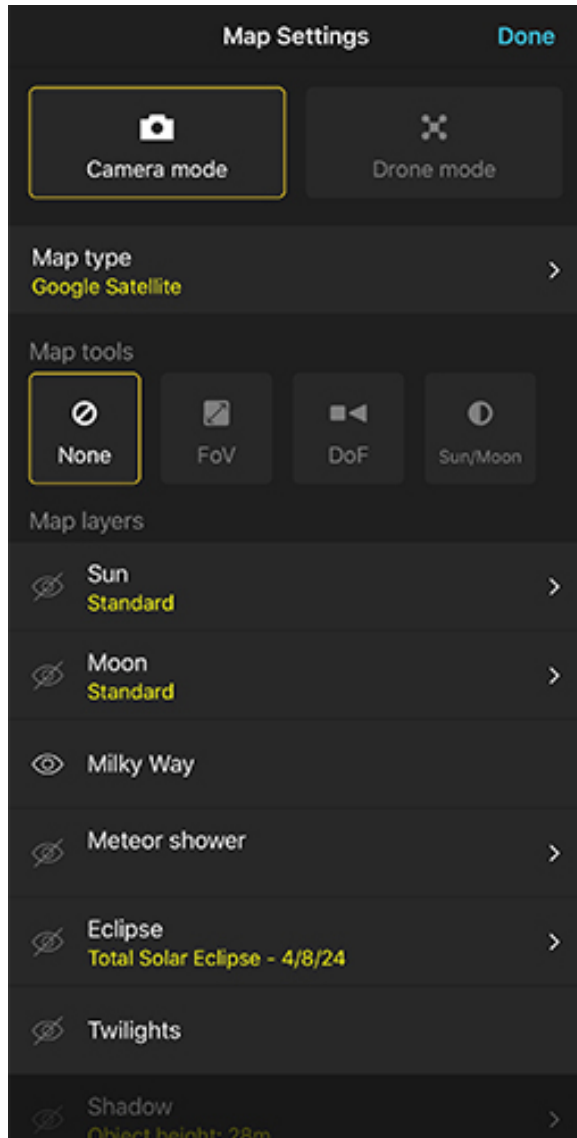 Map Settings
Done
Camera mode
Drone mode
Map type
Google Satellite
Map tools
None
FoV
DoF
Sun/Moon
Map layers
Sun
Standard
Moon
Standard
Milky Way
Meteor shower
Eclipse
Total Solar Eclipse - 4/8/24
Twilights
Shadow
Object height: 28m